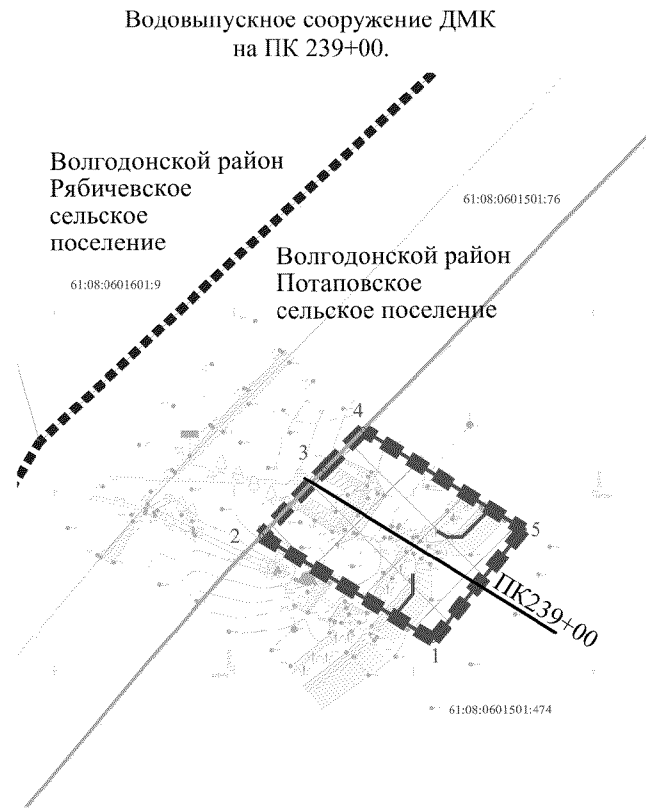 Водовыпускное сооружение ДМК
на ПК 239+00.
Волгодонской район
Рябичевское
сельское
поселение
61:08:0601601:9
61:08:0601501:76
Волгодонской район
Потаповское
сельское поселение
4
3
2
5
ПК239+00
1
61:08:0601501:474